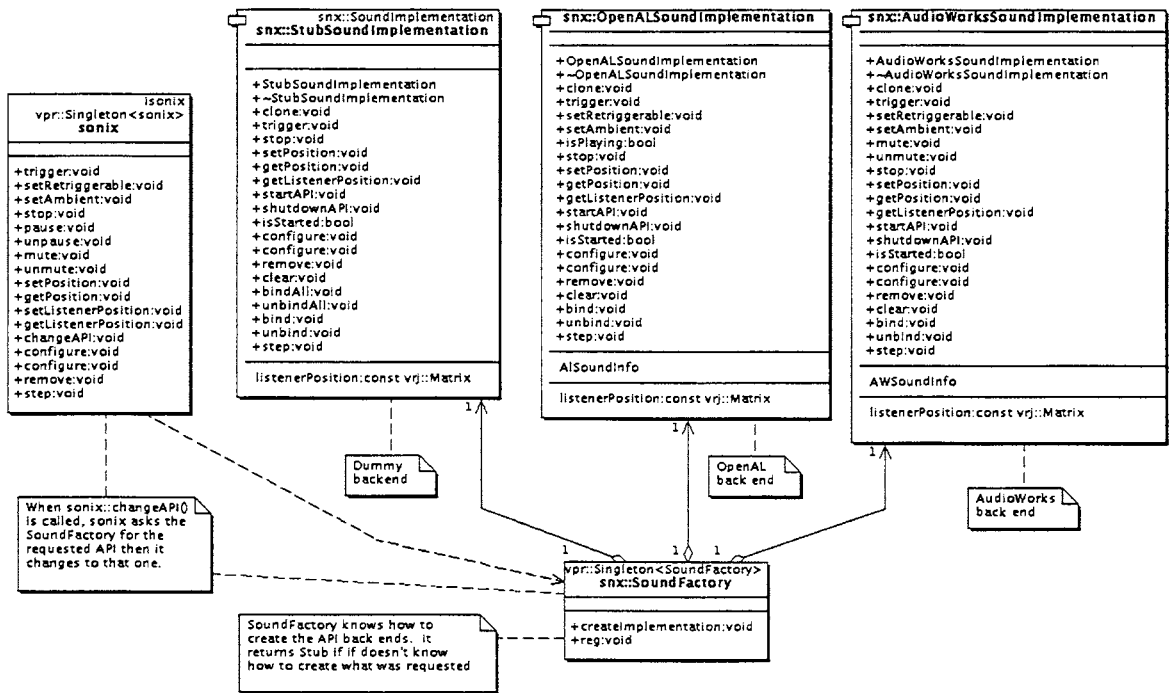 isonix
vpr::Singleton<sonix>
sonix
+trigger:void
+setRetriggerable:void
+setAmbient:void
+stop:void
+pause:void
+unpause:void
+mute:void
+unmute:void
+setPosition:void
+getPosition:void
+setListenerPosition:void
+getListenerPosition:void
+changeAPI:void
+configure:void
+configure:void
+remove:void
+step:void
snx::SoundImplementation
snx::StubSoundImplementation
+StubSoundImplementation
+~StubSoundImplementation
+clone:void
+trigger:void
+stop:void
+setPosition:void
+getPosition:void
+getListenerPosition:void
+startAPI:void
+shutdownAPI:void
+isStarted:bool
+configure:void
+configure:void
+remove:void
+clear:void
+bindAll:void
+unbindAll:void
+bind:void
+unbind:void
+step:void
listenerPosition:const vrj::Matrix
snx::OpenALSoundImplementation
+OpenALSoundImplementation
+~OpenALSoundImplementation
+clone:void
+trigger:void
+setRetriggerable:void
+setAmbient:void
+isPlaying:bool
+stop:void
+setPosition:void
+getPosition:void
+getListenerPosition:void
+startAPI:void
+shutdownAPI:void
+isStarted:bool
+configure:void
+configure:void
+remove:void
+clear:void
+bind:void
+unbind:void
+step:void
AlSoundInfo
listenerPosition:const vrj::Matrix
snx::AudioWorksSoundImplementation
+AudioWorksSoundImplementation
+~AudioWorksSoundImplementation
+clone:void
+trigger:void
+setRetriggerable:void
+setAmbient:void
+mute:void
+unmute:void
+stop:void
+setPosition:void
+getPosition:void
+getListenerPosition:void
+startAPI:void
+shutdownAPI:void
+isStarted:bool
+configure:void
+configure:void
+remove:void
+clear:void
+bind:void
+unbind:void
+step:void
AWSoundInfo
listenerPosition:const vrj::Matrix
1
1
1
Dummy
backend
OpenAL
back end
AudioWorks
back end
When sonix::changeAPI()
is called, sonix asks the
SoundFactory for the
requested API then it
changes to that one.
1
1
1
vpr::Singleton<SoundFactory>
snx::SoundFactory
+createImplementation:void
+reg:void
SoundFactory knows how to
create the API back ends. it
returns Stub if if doesn't know
how to create what was requested